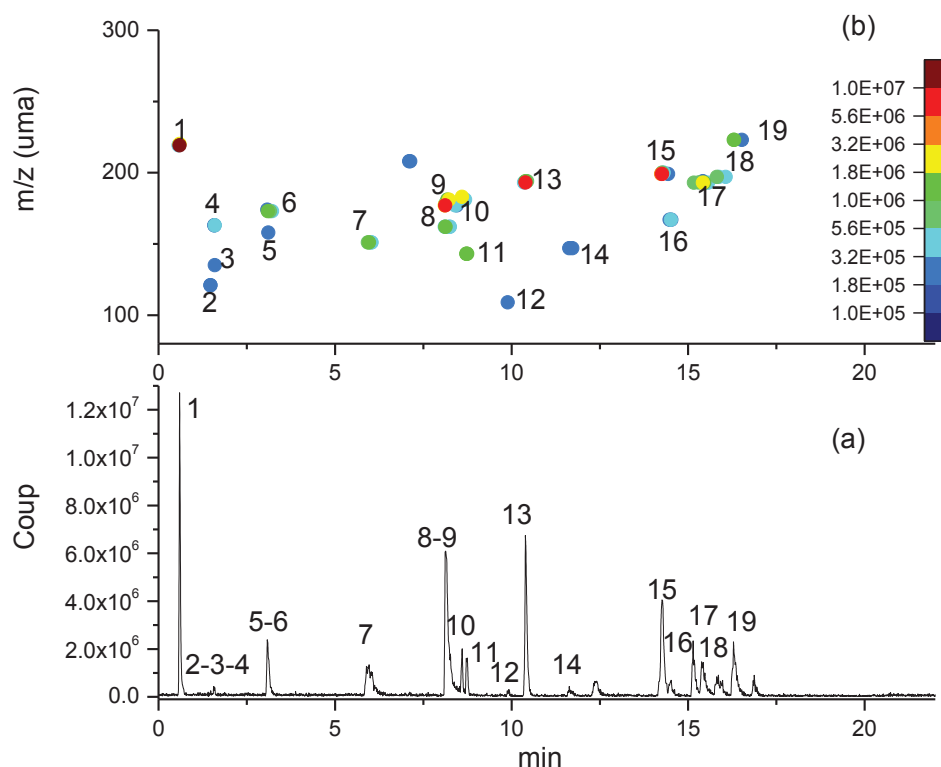 300
(b)
m/z (uma)
200
100
1
2
3
4
5
6
7
8
9
10
11
12
13
14
15
16
17
18
19
1.0E+07
5.6E+06
3.2E+06
1.8E+06
1.0E+06
5.6E+05
3.2E+05
1.8E+05
1.0E+05
0 5 10 15 20
Coup
1.2x10⁷
1.0x10⁷
8.0x10⁶
6.0x10⁶
4.0x10⁶
2.0x10⁶
0.0
(a)
1
2-3-4
5-6
7
8-9
10
11
12
13
14
15
16
17
18
19
0 5 10 15 20
min